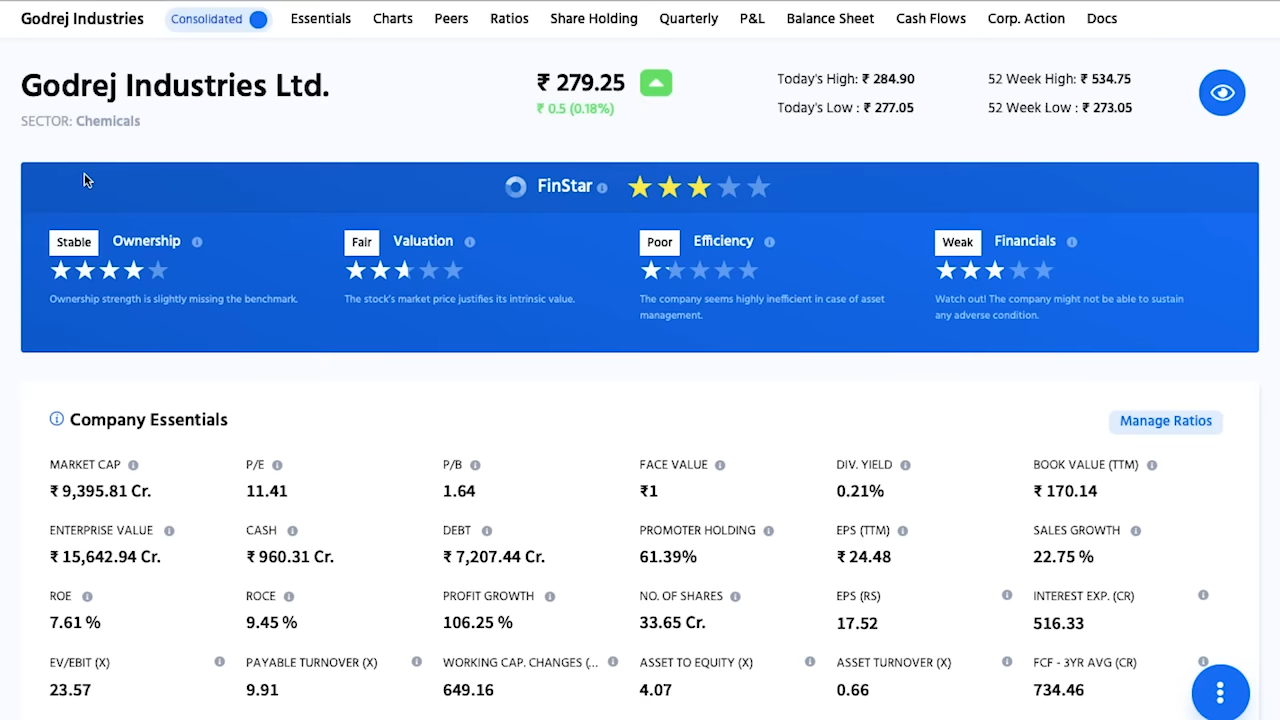 Godrej Industries Consolidated Essentials Charts Peers Ratios Share Holding Quarterly P&L Balance Sheet Cash Flows Corp. Action Docs
Godrej Industries Ltd.
SECTOR: Chemicals
₹ 279.25
₹ 0.5 (0.18%)
Today's High: ₹ 284.90
Today's Low : ₹ 277.05
52 Week High: ₹ 534.75
52 Week Low : ₹ 273.05
FinStar
Stable Ownership
Ownership strength is slightly missing the benchmark.
Fair Valuation
The stock's market price justifies its intrinsic value.
Poor Efficiency
The company seems highly inefficient in case of asset
management.
Weak Financials
Watch out! The company might not be able to sustain
any adverse condition.
Company Essentials
Manage Ratios
MARKET CAP P/E P/B FACE VALUE DIV. YIELD BOOK VALUE (TTM)
₹ 9,395.81 Cr. 11.41 1.64 ₹1 0.21% ₹ 170.14
ENTERPRISE VALUE CASH DEBT PROMOTER HOLDING EPS (TTM) SALES GROWTH
₹ 15,642.94 Cr. ₹ 960.31 Cr. ₹ 7,207.44 Cr. 61.39% ₹ 24.48 22.75 %
ROE ROCE PROFIT GROWTH NO. OF SHARES EPS (RS) INTEREST EXP. (CR)
7.61 % 9.45 % 106.25 % 33.65 Cr. 17.52 516.33
EV/EBIT (X) PAYABLE TURNOVER (X) WORKING CAP. CHANGES (... ASSET TO EQUITY (X) ASSET TURNOVER (X) FCF - 3YR AVG (CR)
23.57 9.91 649.16 4.07 0.66 734.46